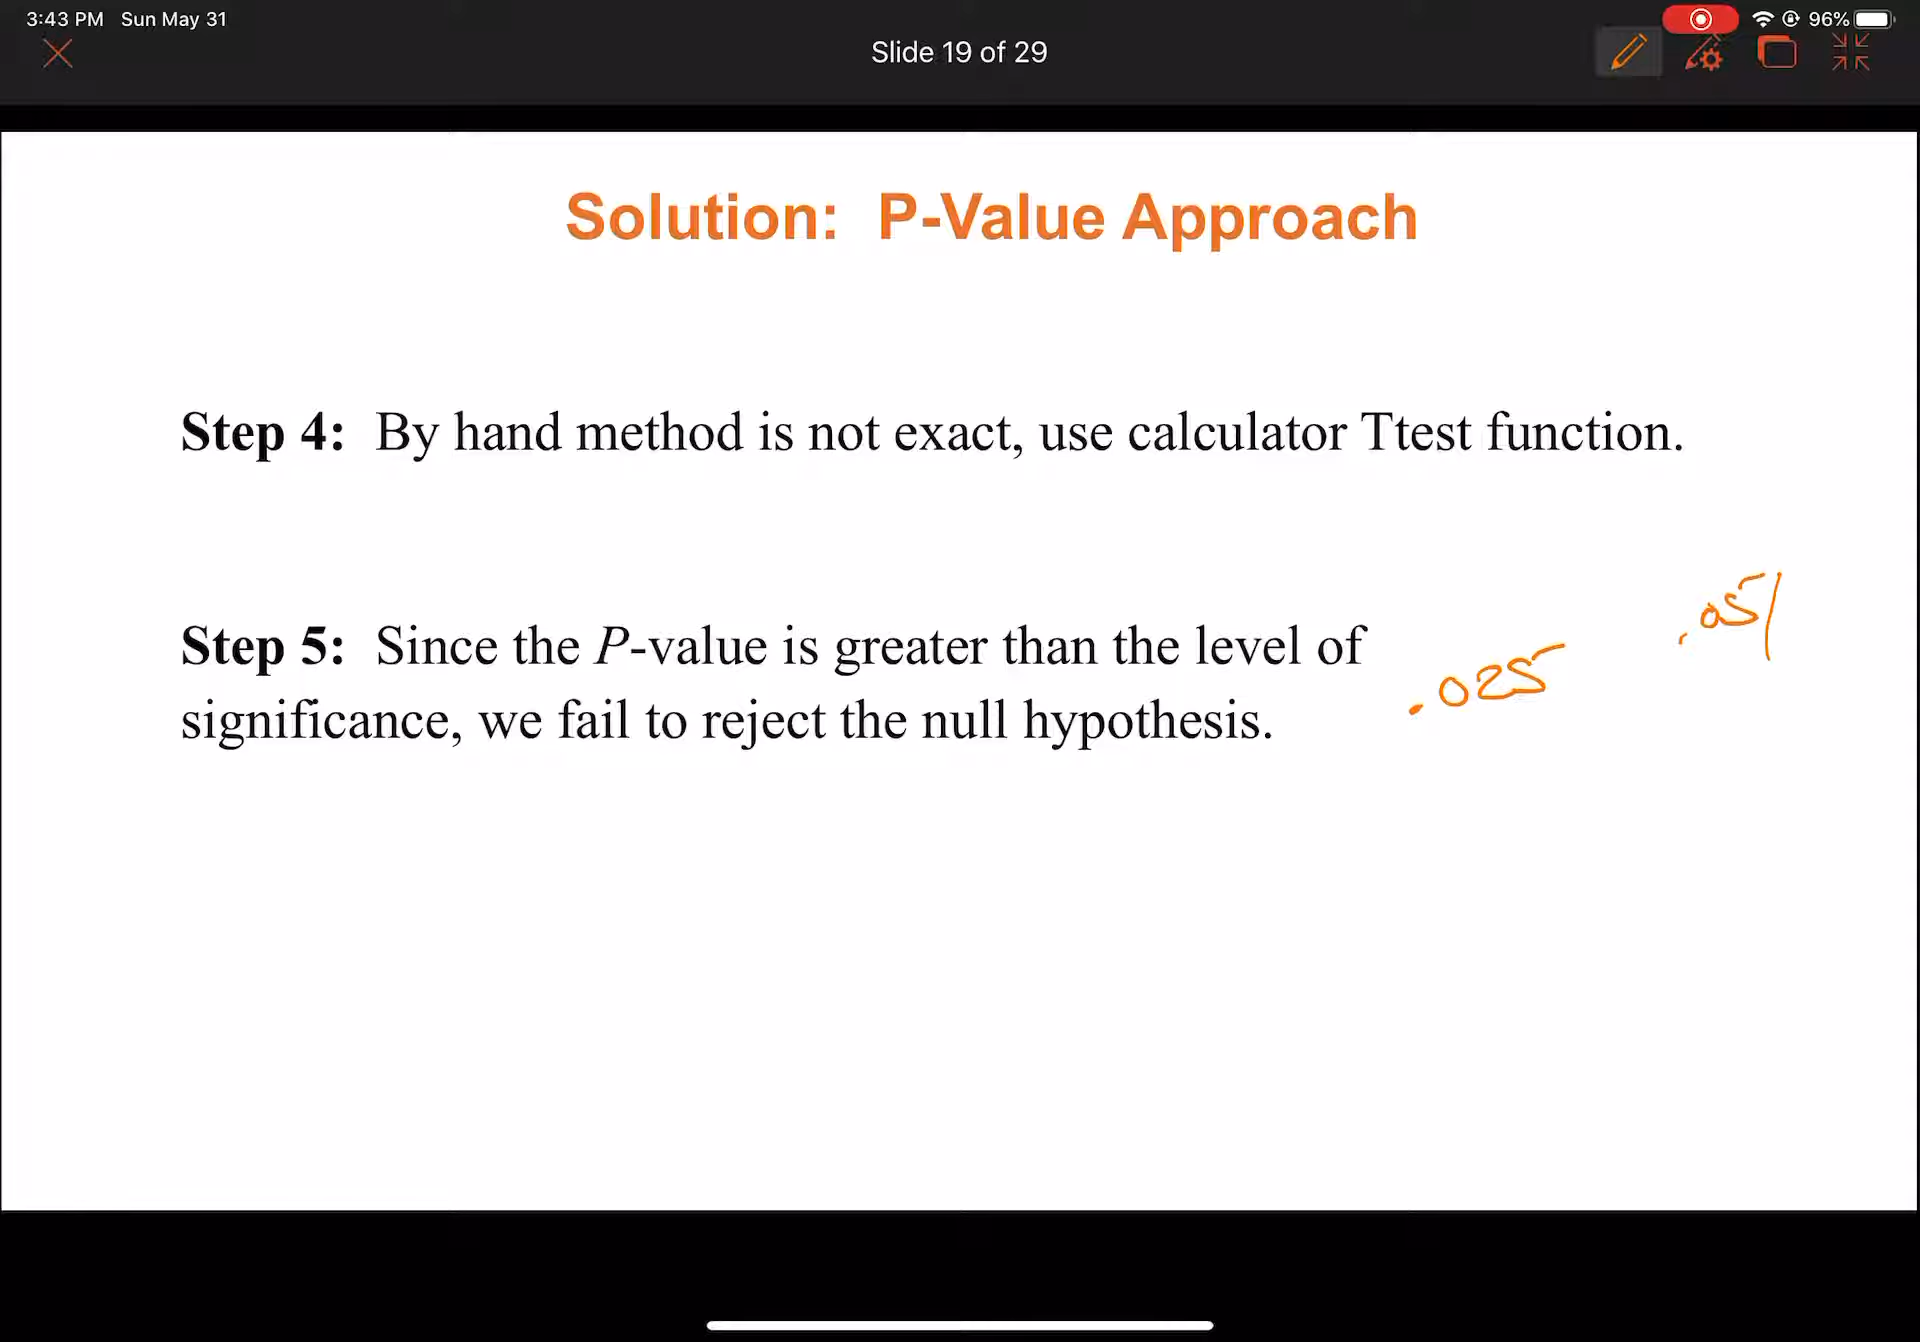 3:43 PM Sun May 31
96%
Slide 19 of 29
Solution: P-Value Approach
Step 4: By hand method is not exact, use calculator Ttest function.
.051
Step 5: Since the P-value is greater than the level of
.025
significance, we fail to reject the null hypothesis.